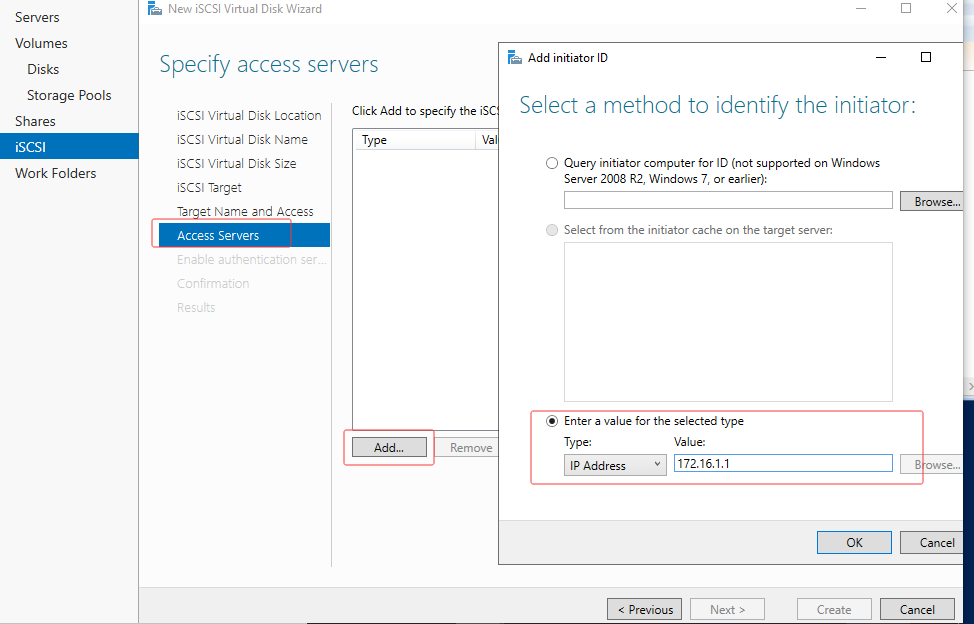 Servers
Volumes
Disks
Storage Pools
Shares
iSCSI
Work Folders
New iSCSI Virtual Disk Wizard
Specify access servers
iSCSI Virtual Disk Location
iSCSI Virtual Disk Name
iSCSI Virtual Disk Size
iSCSI Target
Target Name and Access
Access Servers
Enable authentication ser...
Confirmation
Results
Click Add to specify the iSCS
Type Val
Add... Remove
Add initiator ID
Select a method to identify the initiator:
Query initiator computer for ID (not supported on Windows
Server 2008 R2, Windows 7, or earlier):
Browse...
Select from the initiator cache on the target server:
Enter a value for the selected type
Type: Value:
IP Address 172.16.1.1 Browse...
OK Cancel
< Previous Next > Create Cancel